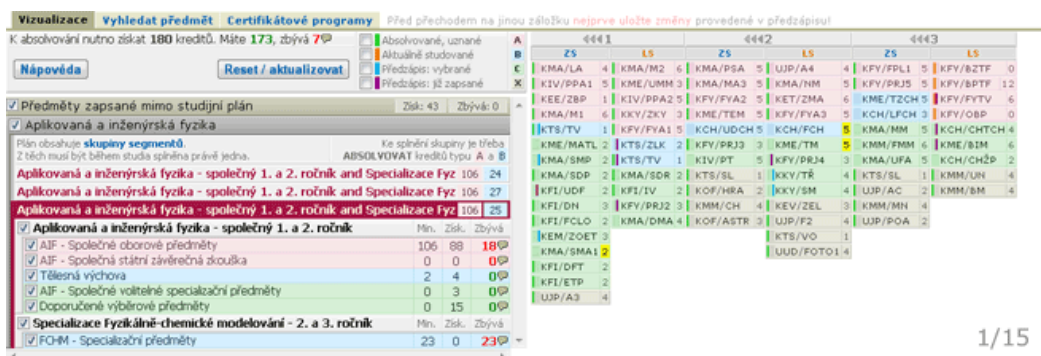 Vizualizace Vyhledat předmět Certifikátové programy Před přechodem na jinou záložku nejprve uložte změny provedené v předzápisu!
K absolvování nutno získat 180 kreditů. Máte 173, zbývá 7
Nápověda Reset / aktualizovat
Absolvované, uznané A
Aktuálně studované B
Předzápis: vybrané C
Předzápis: již zapsané X
Předměty zapsané mimo studijní plán Získ: 43 Zbývá: 0
Aplikovaná a inženýrská fyzika
Plán obsahuje skupiny segmentů. Ke splnění skupiny je třeba
Z těch musí být během studia splněna právě jedna. ABSOLVOVAT kreditů typu A a B
Aplikovaná a inženýrská fyzika - společný 1. a 2. ročník and Specializace Fyz 106 24
Aplikovaná a inženýrská fyzika - společný 1. a 2. ročník and Specializace Fyz 106 27
Aplikovaná a inženýrská fyzika - společný 1. a 2. ročník and Specializace Fyz 106 25
Aplikovaná a inženýrská fyzika - společný 1. a 2. ročník Min. Získ. Zbývá
AIF - Společné oborové předměty 106 88 18
AIF - Společná státní závěrečná zkouška 0 0 0
Tělesná výchova 2 4 0
AIF - Společné volitelné specializační předměty 0 3 0
Doporučené výběrové předměty 0 15 0
Specializace Fyzikálně-chemické modelování - 2. a 3. ročník Min. Získ. Zbývá
FCHM - Specializační předměty 23 0 23
1 2 3
ZS LS ZS LS ZS LS
KMA/LA 4 KMA/M2 6 KMA/PSA 5 UJP/A4 4 KFY/FPL1 5 KFY/BZTF 0
KIV/PPA1 5 KME/UMM 3 KMA/MA3 5 KMA/NM 5 KFY/PRJ5 5 KFY/BPTF 12
KEE/ZBP 1 KIV/PPA2 5 KFY/FYA2 5 KET/ZMA 6 KME/TZCH 5 KFY/FYTV 6
KMA/M1 6 KKY/ZKY 3 KME/TEM 5 KFY/FYA3 5 KCH/LFCH 3 KFY/OBP 0
KTS/TV 1 KFY/FYA1 5 KCH/UDCH 5 KCH/FCH 5 KMA/MM 5 KCH/CHTCH 4
KME/MATL 2 KTS/ZLK 2 KFY/PRJ3 3 KME/TM 5 KMM/FMM 6 KME/BIM 6
KMA/SMP 2 KTS/TV 1 KIV/PT 5 KFY/PRJ4 3 KMA/UFA 5 KCH/CHŽP 2
KMA/SDP 2 KMA/SDR 2 KTS/SL 1 KKY/TŘ 4 KTS/SL 1 KMM/UN 4
KFI/UDF 2 KFI/IV 2 KOF/HRA 2 KKY/SM 4 UJP/AC 2 KMM/BM 4
KFI/DN 3 KFY/PRJ2 3 KMM/CH 4 KEV/ZEL 3 KMM/MN 4
KFI/FCLO 2 KMA/DMA 4 KOF/ASTR 3 UJP/F2 4 UJP/POA 2
KEM/ZOET 3 KTS/VO 1
KMA/SMA1 2 UUD/FOTO1 4
KFI/DFT 2
KFI/ETP 2
UJP/A3 4
1/15